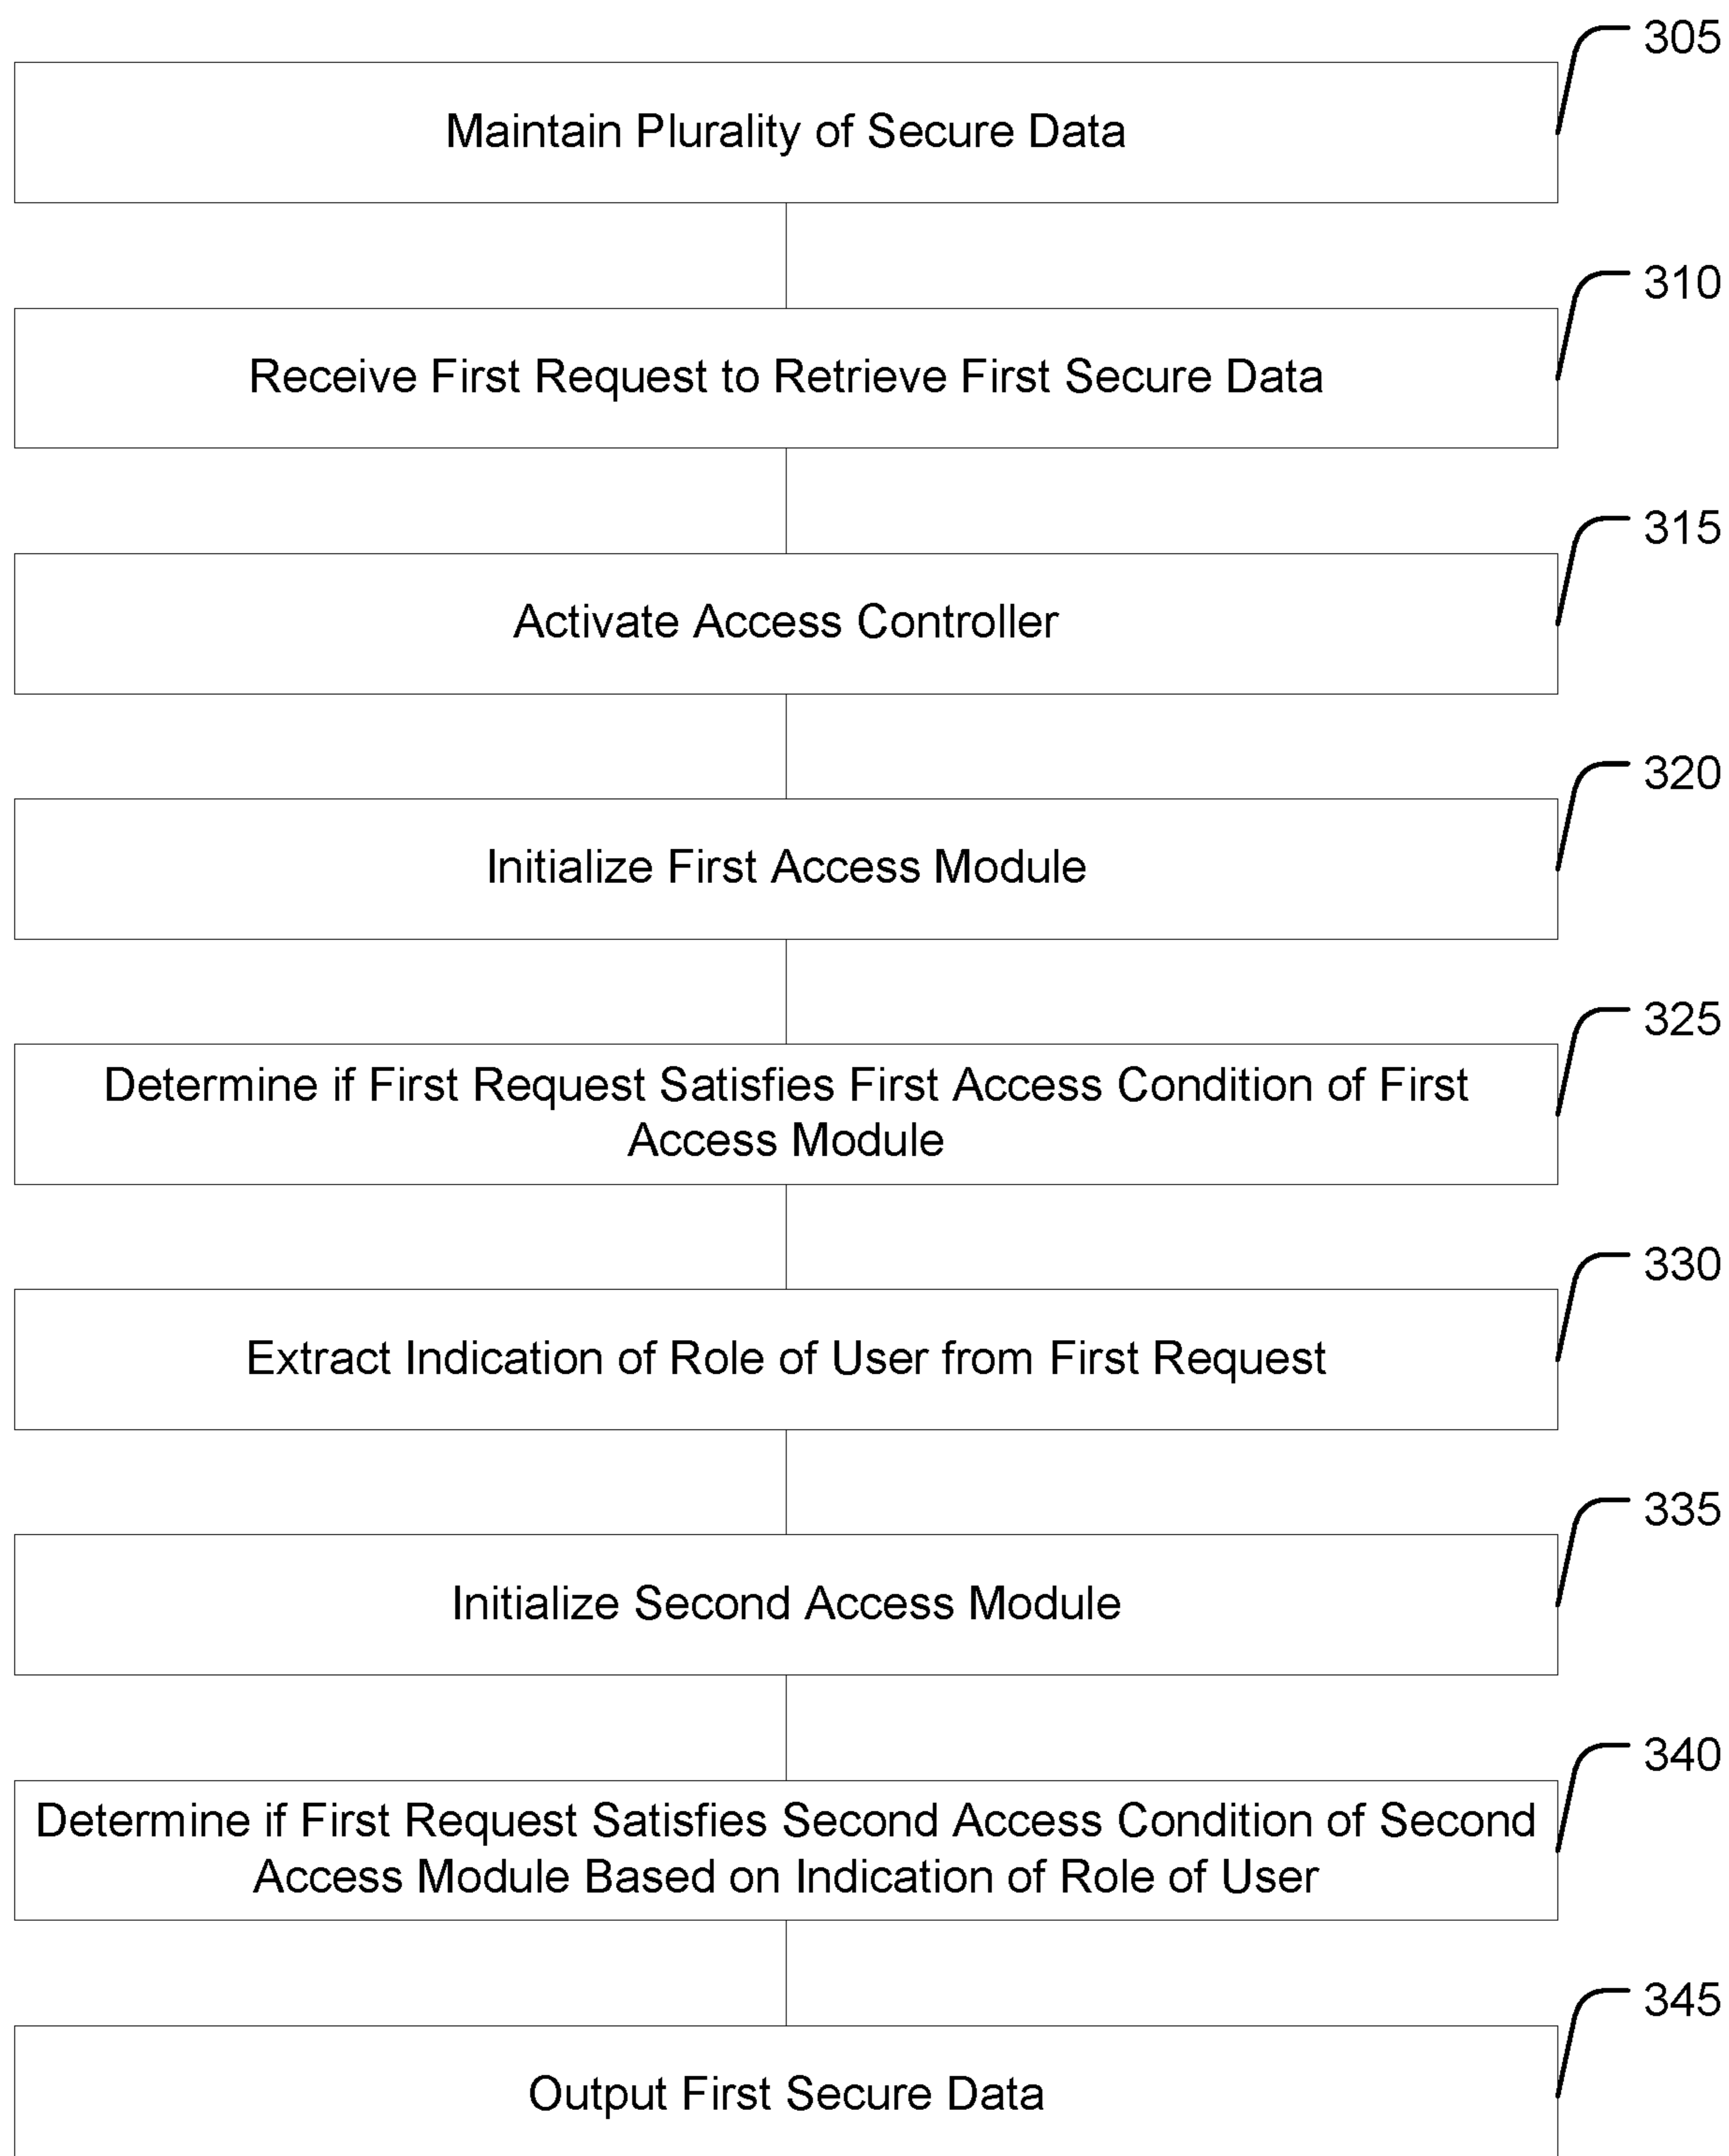 305
Maintain Plurality of Secure Data
310
Receive First Request to Retrieve First Secure Data
315
Activate Access Controller
320
Initialize First Access Module
325
Determine if First Request Satisfies First Access Condition of First
Access Module
330
Extract Indication of Role of User from First Request
335
Initialize Second Access Module
340
Determine if First Request Satisfies Second Access Condition of Second
Access Module Based on Indication of Role of User
345
Output First Secure Data